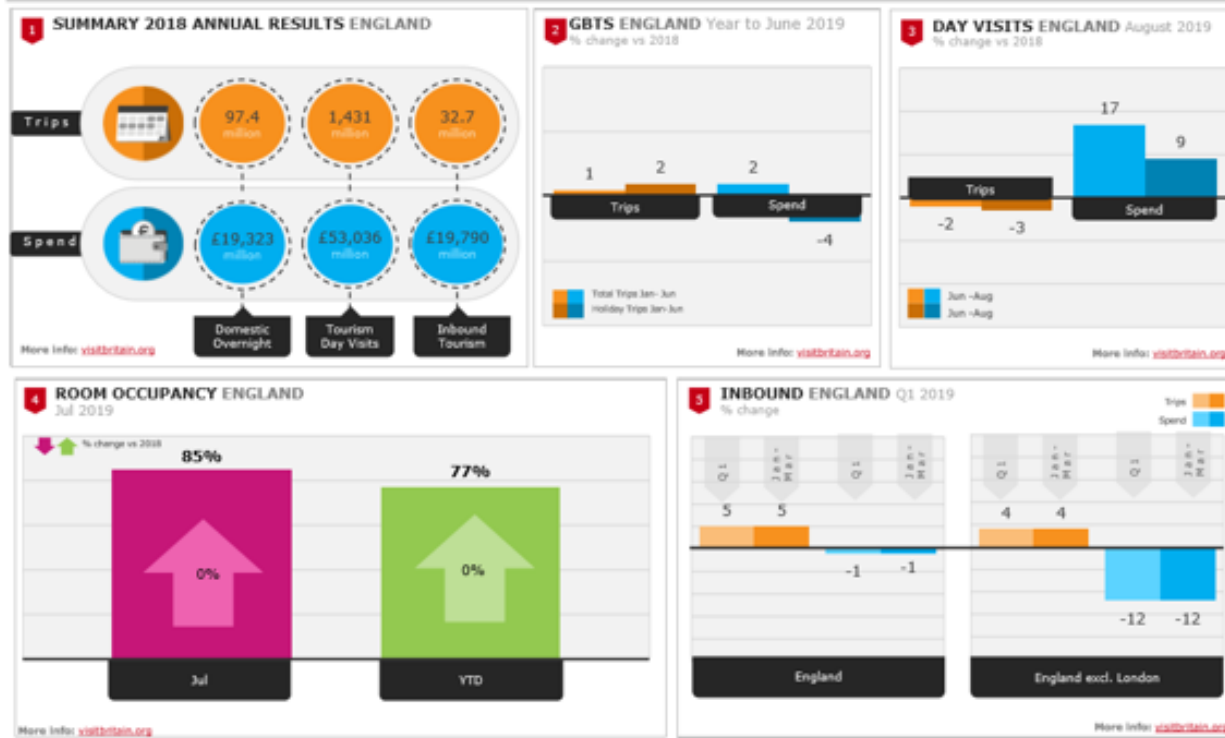 1 SUMMARY 2018 ANNUAL RESULTS ENGLAND
Trips
97.4 million
1,431 million
32.7 million
Spend
£
£19,323 million
£53,036 million
£19,790 million
Domestic Overnight
Tourism Day Visits
Inbound Tourism
More info: visitbritain.org
2 GBTS ENGLAND Year to June 2019
% change vs 2018
1
2
2
Trips
Spend
-4
Total Trips Jan- Jun
Holiday Trips Jan-Jun
More info: visitbritain.org
3 DAY VISITS ENGLAND August 2019
% change vs 2018
17
9
Trips
Spend
-2
-3
Jun -Aug
Jun -Aug
More info: visitbritain.org
4 ROOM OCCUPANCY ENGLAND
Jul 2019
% change vs 2018
85%
77%
0%
0%
Jul
YTD
More info: visitbritain.org
5 INBOUND ENGLAND Q1 2019
% change
Trips
Spend
Q1
Jan-Mar
Q1
Jan-Mar
Q1
Jan-Mar
Q1
Jan-Mar
5
5
4
4
-1
-1
-12
-12
England
England excl. London
More info: visitbritain.org